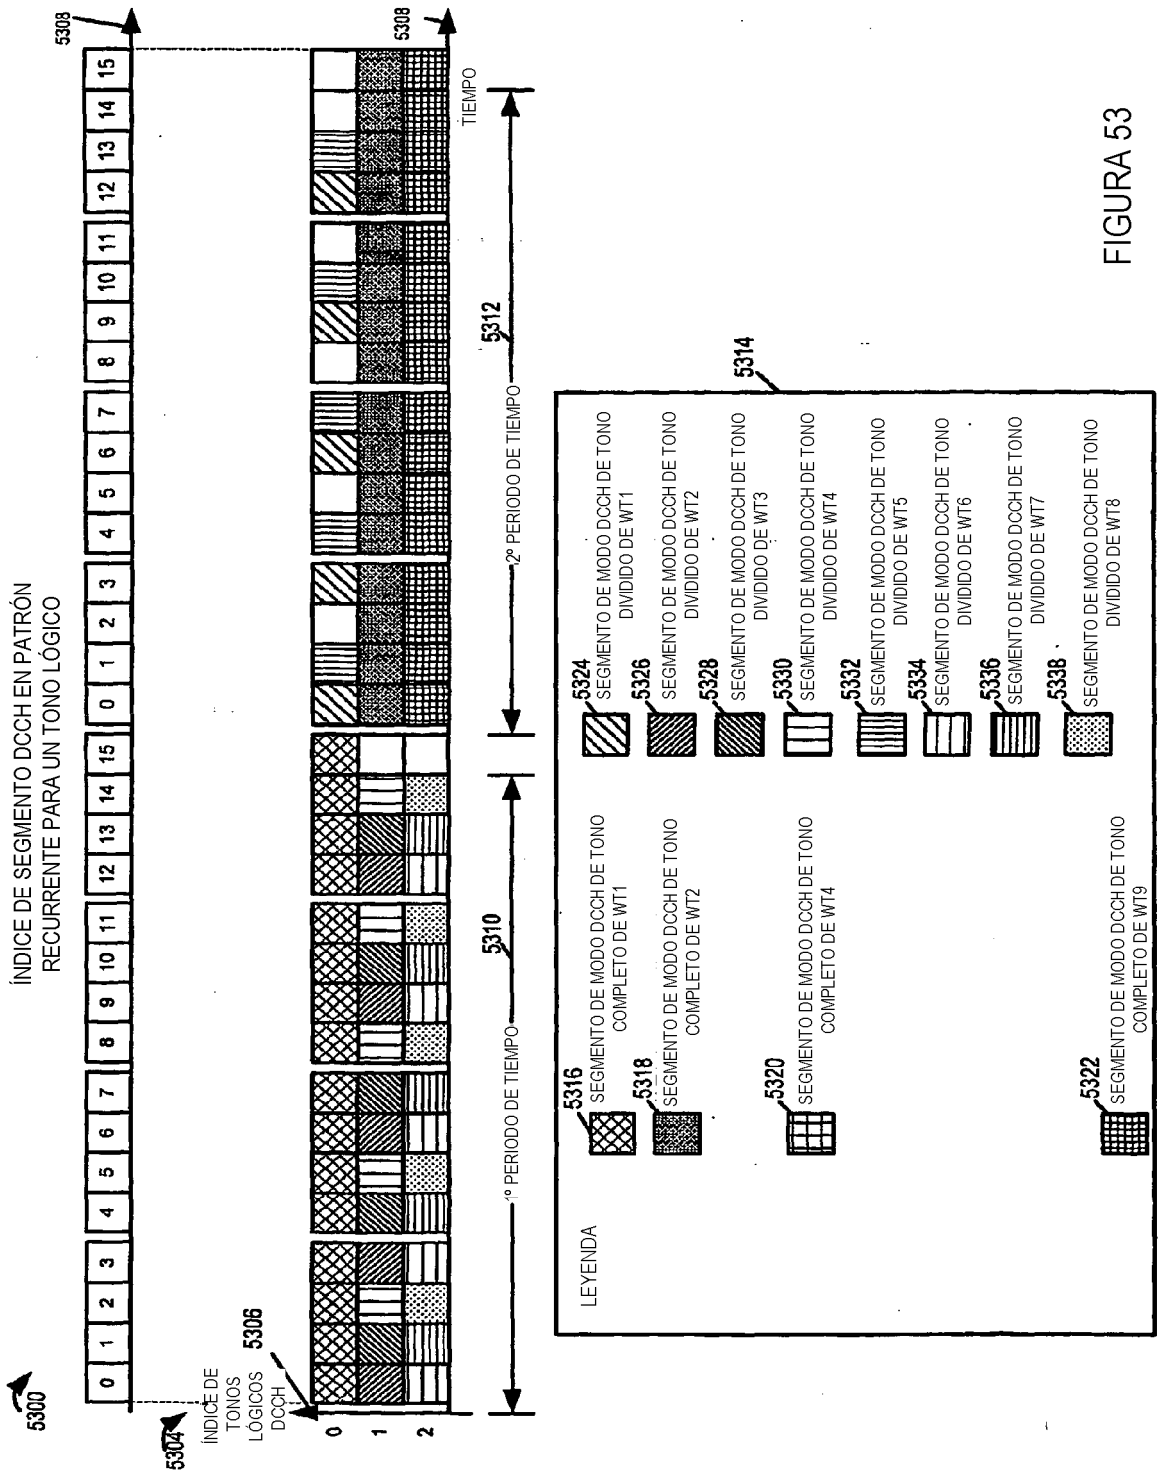 5300
ÍNDICE DE SEGMENTO DCCH EN PATRÓN
RECURRENTE PARA UN TONO LÓGICO
0 1 2 3 4 5 6 7 8 9 10 11 12 13 14 15 0 1 2 3 4 5 6 7 8 9 10 11 12 13 14 15
5308
5304
ÍNDICE DE
TONOS
LÓGICOS
DCCH
5306
0
1
2
5308
TIEMPO
1º PERIODO DE TIEMPO
5310
2º PERIODO DE TIEMPO
5312
5314
LEYENDA
5316
SEGMENTO DE MODO DCCH DE TONO
COMPLETO DE WT1
5318
SEGMENTO DE MODO DCCH DE TONO
COMPLETO DE WT2
5320
SEGMENTO DE MODO DCCH DE TONO
COMPLETO DE WT4
5322
SEGMENTO DE MODO DCCH DE TONO
COMPLETO DE WT9
5324
SEGMENTO DE MODO DCCH DE TONO
DIVIDIDO DE WT1
5326
SEGMENTO DE MODO DCCH DE TONO
DIVIDIDO DE WT2
5328
SEGMENTO DE MODO DCCH DE TONO
DIVIDIDO DE WT3
5330
SEGMENTO DE MODO DCCH DE TONO
DIVIDIDO DE WT4
5332
SEGMENTO DE MODO DCCH DE TONO
DIVIDIDO DE WT5
5334
SEGMENTO DE MODO DCCH DE TONO
DIVIDIDO DE WT6
5336
SEGMENTO DE MODO DCCH DE TONO
DIVIDIDO DE WT7
5338
SEGMENTO DE MODO DCCH DE TONO
DIVIDIDO DE WT8
FIGURA 53